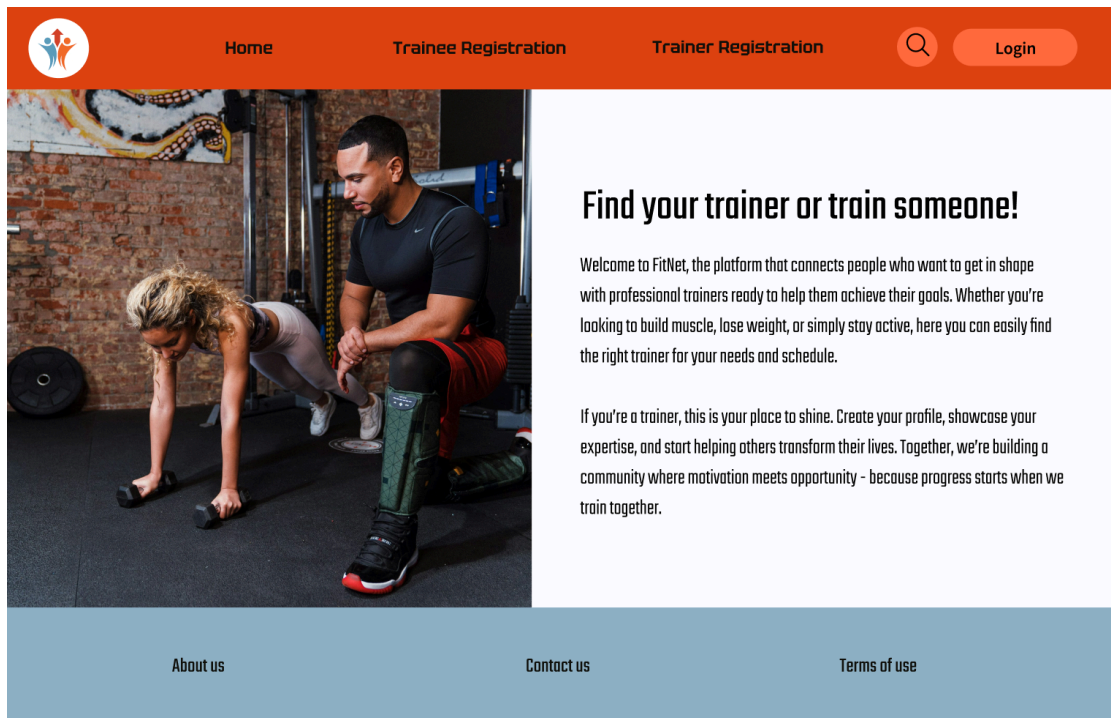 Home
Trainee Registration
Trainer Registration
Login
Find your trainer or train someone!
Welcome to FitNet, the platform that connects people who want to get in shape
with professional trainers ready to help them achieve their goals. Whether you're
looking to build muscle, lose weight, or simply stay active, here you can easily find
the right trainer for your needs and schedule.
If you're a trainer, this is your place to shine. Create your profile, showcase your
expertise, and start helping others transform their lives. Together, we're building a
community where motivation meets opportunity - because progress starts when we
train together.
About us
Contact us
Terms of use